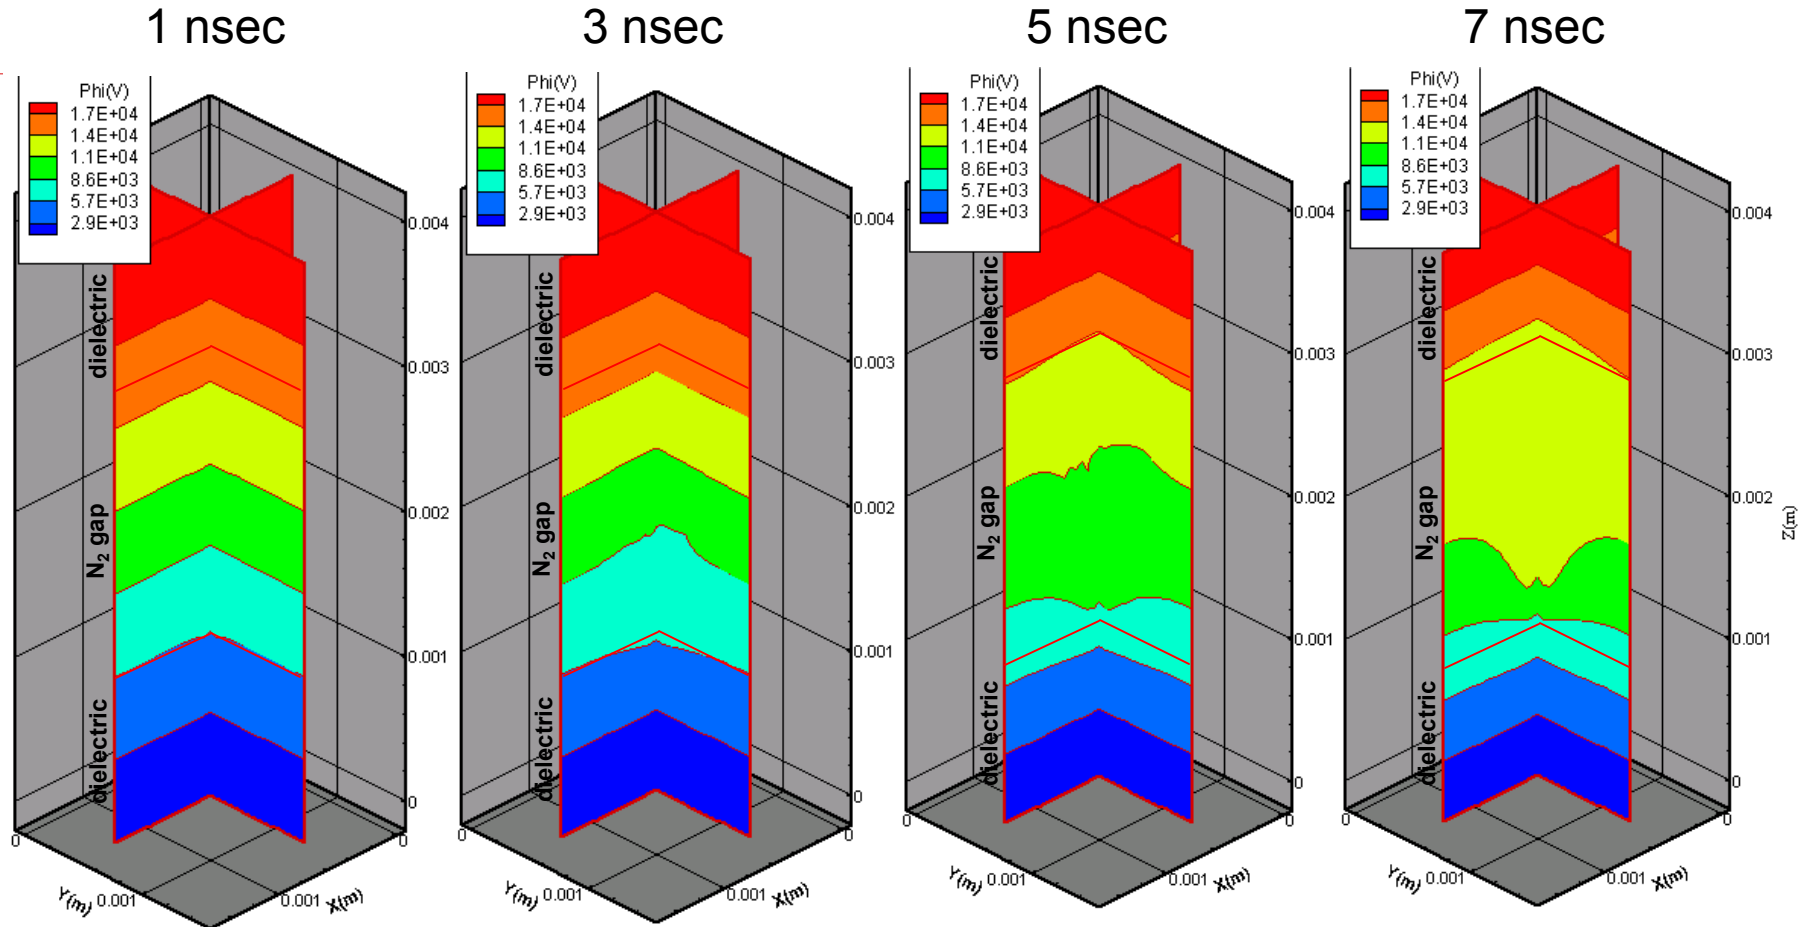 1 nsec
Phi(V)
1.7E+04
1.4E+04
1.1E+04
8.6E+03
5.7E+03
2.9E+03
dielectric
N₂ gap
dielectric
0.004
0.003
0.002
0.001
0
0
0
Y(m)
0.001
0.001
X(m)
3 nsec
Phi(V)
1.7E+04
1.4E+04
1.1E+04
8.6E+03
5.7E+03
2.9E+03
dielectric
N₂ gap
dielectric
0.004
0.003
0.002
0.001
0
0
0
Y(m)
0.001
0.001
X(m)
5 nsec
Phi(V)
1.7E+04
1.4E+04
1.1E+04
8.6E+03
5.7E+03
2.9E+03
dielectric
N₂ gap
dielectric
0.004
0.003
0.002
0.001
0
0
0
Y(m)
0.001
0.001
X(m)
7 nsec
Phi(V)
1.7E+04
1.4E+04
1.1E+04
8.6E+03
5.7E+03
2.9E+03
dielectric
N₂ gap
dielectric
0.004
0.003
0.002
0.001
0
Z(m)
0
0
Y(m)
0.001
0.001
X(m)